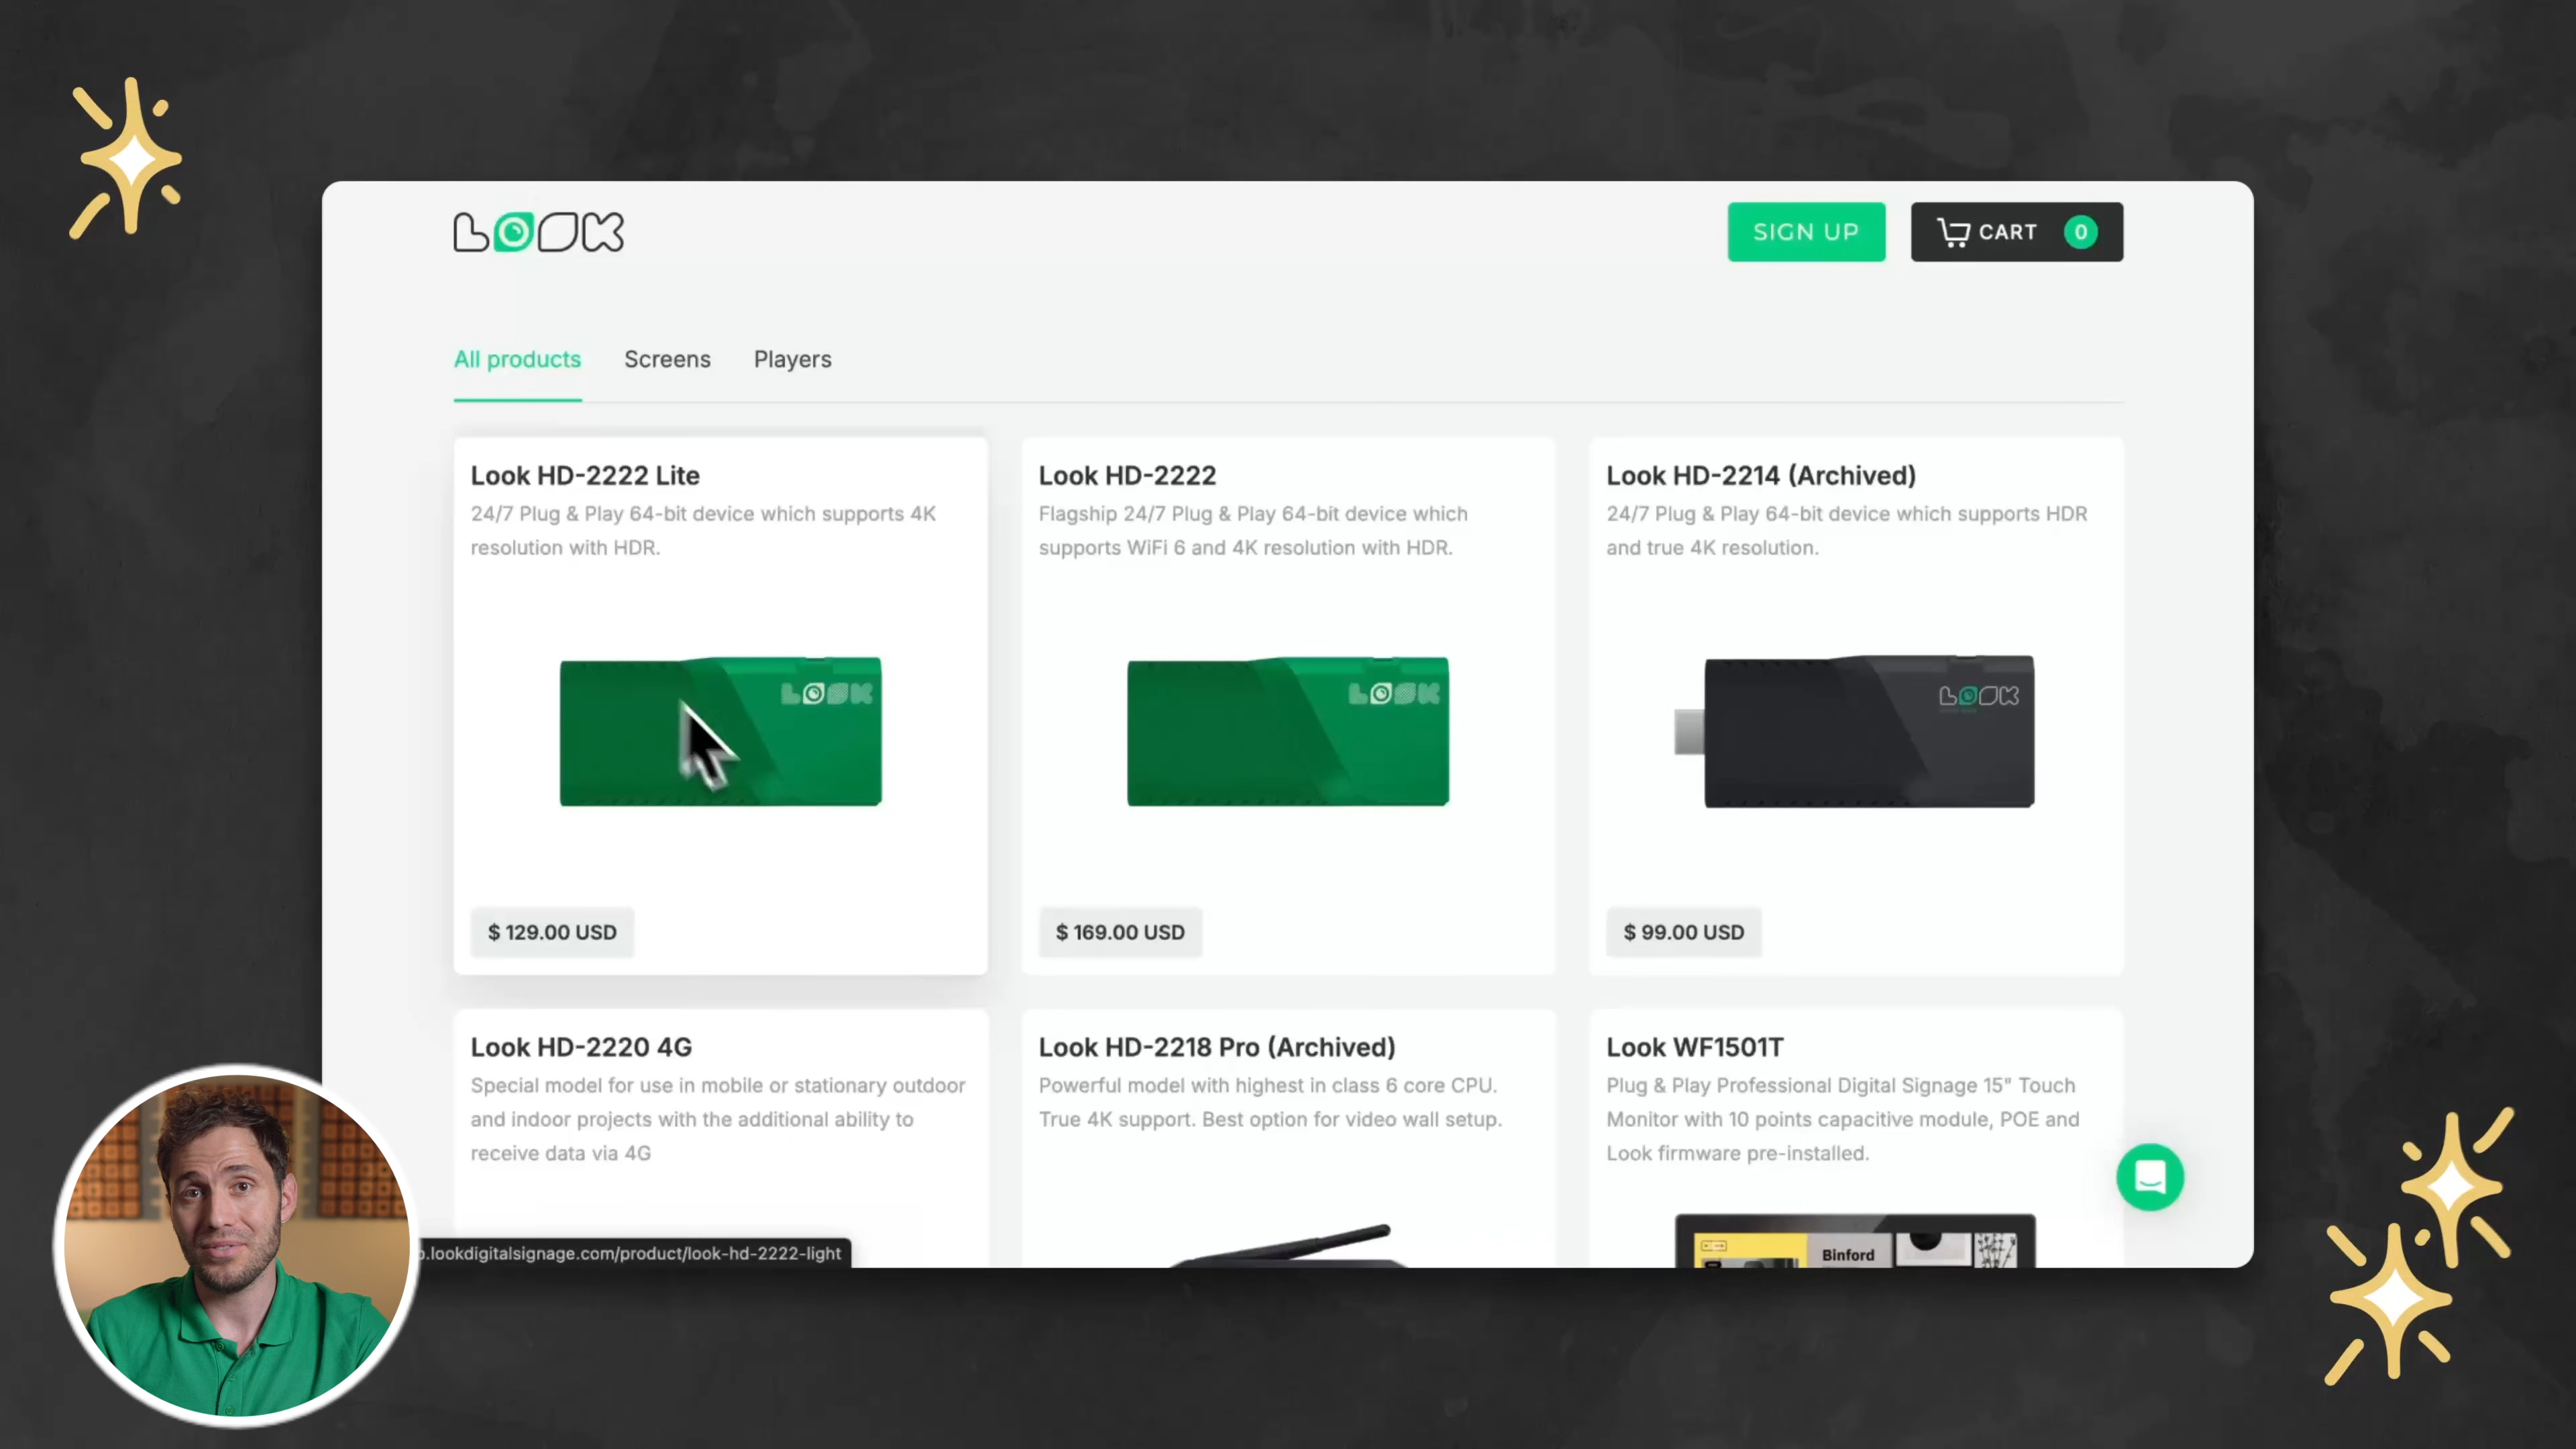 LOOK
SIGN UP
CART 0
All products
Screens
Players
Look HD-2222 Lite
24/7 Plug & Play 64-bit device which supports 4K
resolution with HDR.
LOOK
$ 129.00 USD
Look HD-2222
Flagship 24/7 Plug & Play 64-bit device which
supports WiFi 6 and 4K resolution with HDR.
LOOK
$ 169.00 USD
Look HD-2214 (Archived)
24/7 Plug & Play 64-bit device which supports HDR
and true 4K resolution.
LOOK
$ 99.00 USD
Look HD-2220 4G
Special model for use in mobile or stationary outdoor
and indoor projects with the additional ability to
receive data via 4G
Look HD-2218 Pro (Archived)
Powerful model with highest in class 6 core CPU.
True 4K support. Best option for video wall setup.
Look WF1501T
Plug & Play Professional Digital Signage 15" Touch
Monitor with 10 points capacitive module, POE and
Look firmware pre-installed.
Binford
.lookdigitalsignage.com/product/look-hd-2222-light